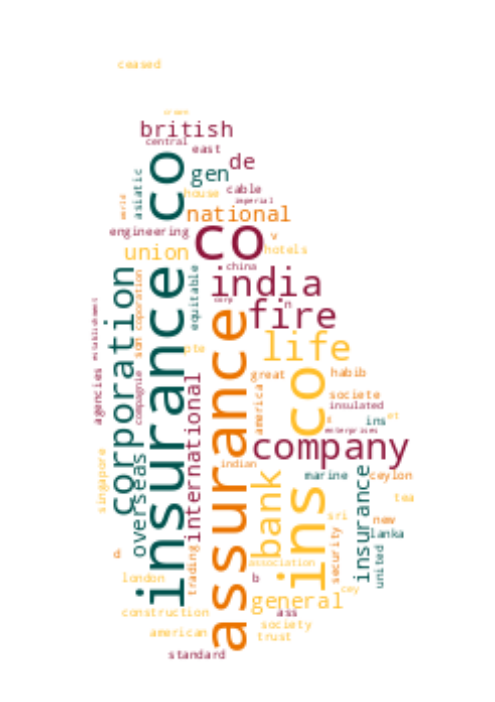 ceased
crown
british
central
east
de
co
gen
asiatic
house
cable
imperial
world
national
engineering
co
v
union
hotels
china
india
corporation
son
coporation
equitable
corp
n
fire
establishment
insurance
assurance
pte
life
agencies
compagnie
international
great
habib
america
co
societe
insulated
ins
et
s
enterprises
company
singapore
overseas
indian
bank
marine
ceylon
ins
insurance
tea
sri
new
lanka
security
united
d
trading
association
london
b
cey
construction
general
ass
american
society
trust
standard